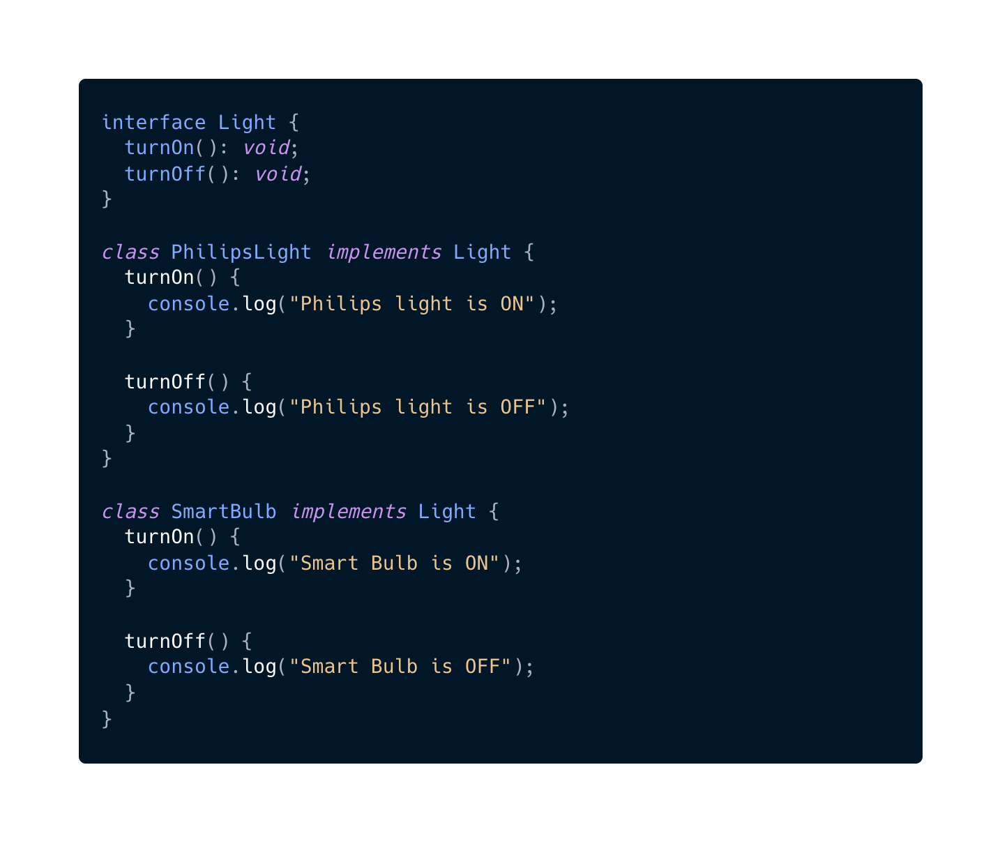 interface Light {
  turnOn(): void;
  turnOff(): void;
}

class PhilipsLight implements Light {
  turnOn() {
    console.log("Philips light is ON");
  }

  turnOff() {
    console.log("Philips light is OFF");
  }
}

class SmartBulb implements Light {
  turnOn() {
    console.log("Smart Bulb is ON");
  }

  turnOff() {
    console.log("Smart Bulb is OFF");
  }
}